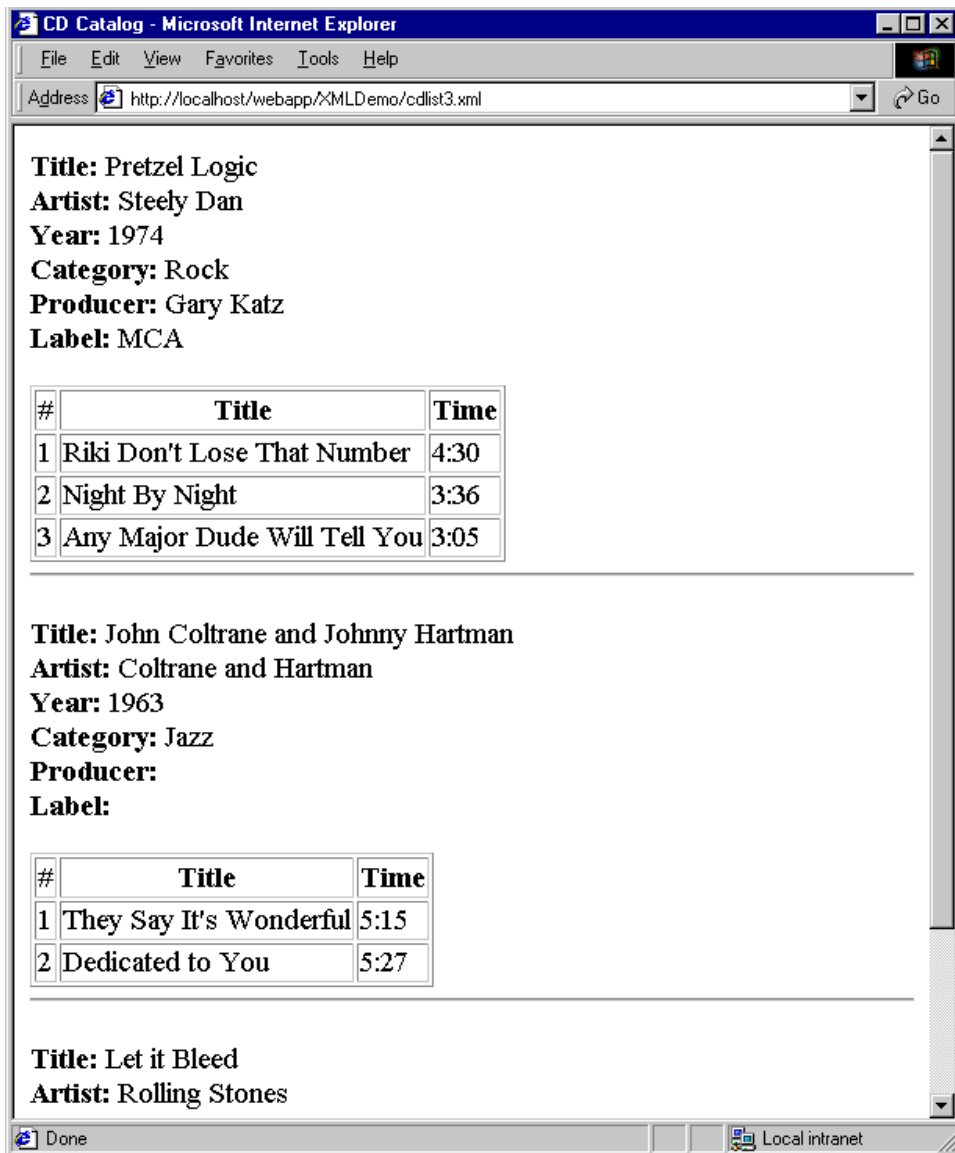 CD Catalog - Microsoft Internet Explorer
File Edit View Favorites Tools Help
Address http://localhost/webapp/XMLDemo/cdlist3.xml Go
Title: Pretzel Logic
Artist: Steely Dan
Year: 1974
Category: Rock
Producer: Gary Katz
Label: MCA
# Title Time
1 Riki Don't Lose That Number 4:30
2 Night By Night 3:36
3 Any Major Dude Will Tell You 3:05
Title: John Coltrane and Johnny Hartman
Artist: Coltrane and Hartman
Year: 1963
Category: Jazz
Producer:
Label:
# Title Time
1 They Say It's Wonderful 5:15
2 Dedicated to You 5:27
Title: Let it Bleed
Artist: Rolling Stones
Done Local intranet